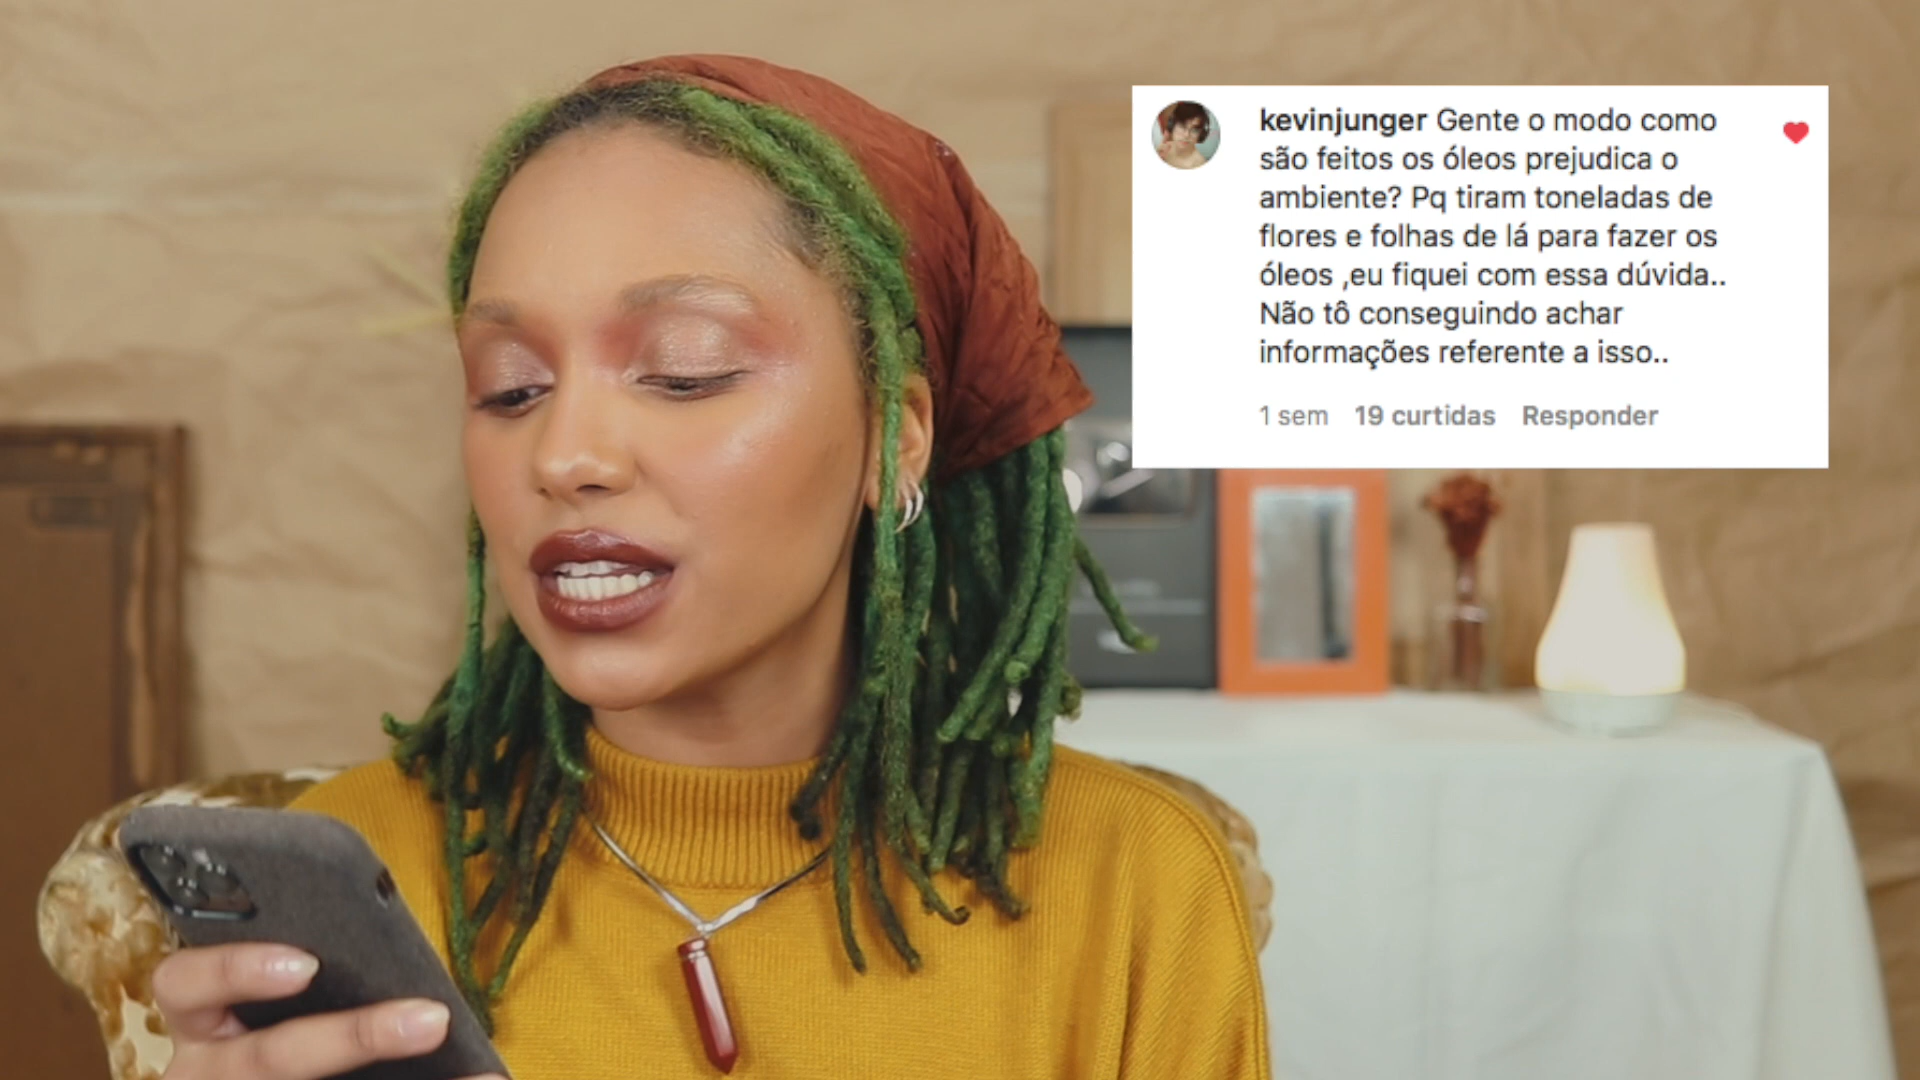 kevinjunger Gente o modo como
são feitos os óleos prejudica o
ambiente? Pq tiram toneladas de
flores e folhas de lá para fazer os
óleos ,eu fiquei com essa dúvida..
Não tô conseguindo achar
informações referente a isso..
1 sem 19 curtidas Responder